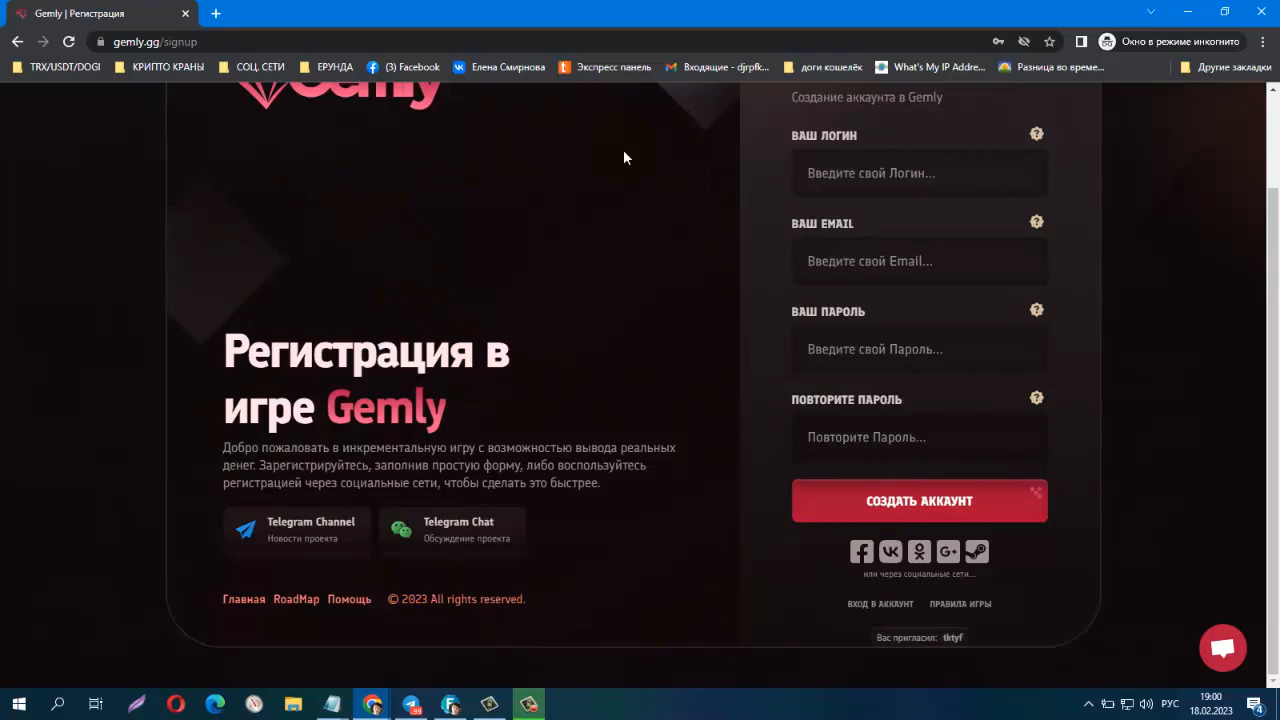 Gemly | Регистрация
gemly.gg/signup
Окно в режиме инкогнито
TRX/USDT/DOGI
КРИПТО КРАНЫ
СОЦ. СЕТИ
ЕРУНДА
(3) Facebook
Елена Смирнова
Экспресс панель
Входящие - djrpfk...
доги кошелёк
What's My IP Addre...
Разница во време...
Другие закладки
Gemly
Создание аккаунта в Gemly
ВАШ ЛОГИН
Введите свой Логин...
ВАШ EMAIL
Введите свой Email...
ВАШ ПАРОЛЬ
Введите свой Пароль...
ПОВТОРИТЕ ПАРОЛЬ
Повторите Пароль...
СОЗДАТЬ АККАУНТ
или через социальные сети...
ВХОД В АККАУНТ ПРАВИЛА ИГРЫ
Вас пригласил: tktyf
Регистрация в
игре Gemly
Добро пожаловать в инкрементальную игру с возможностью вывода реальных
денег. Зарегистрируйтесь, заполнив простую форму, либо воспользуйтесь
регистрацией через социальные сети, чтобы сделать это быстрее.
Telegram Channel
Новости проекта
Telegram Chat
Обсуждение проекта
Главная RoadMap Помощь © 2023 All rights reserved.
РУС
19:00
18.02.2023